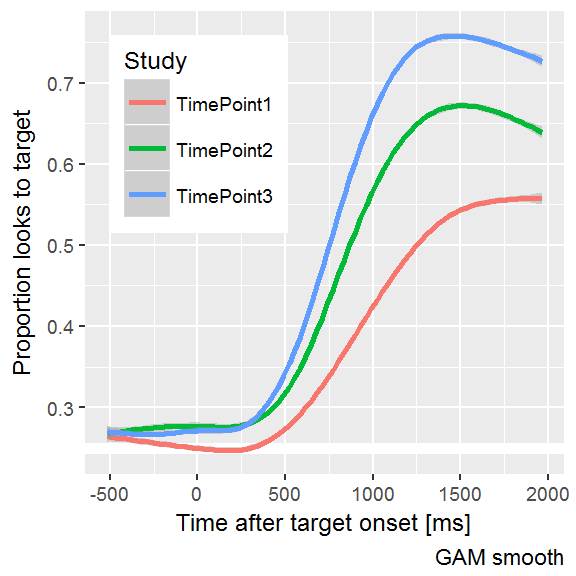 Study
TimePoint1
TimePoint2
TimePoint3
Proportion looks to target
0.7
0.6
0.5
0.4
0.3
-500 0 500 1000 1500 2000
Time after target onset [ms]
GAM smooth